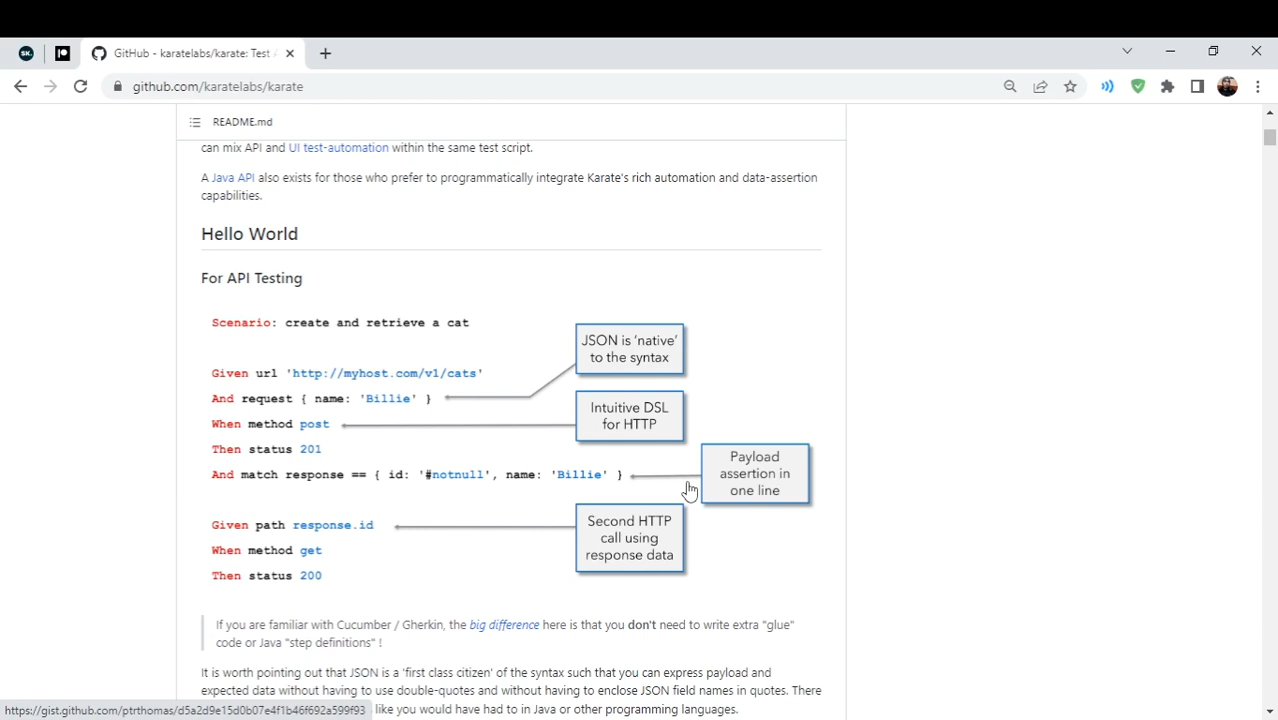 SK.
GitHub - karatelabs/karate: Test A
github.com/karatelabs/karate
README.md
can mix API and UI test-automation within the same test script.
A Java API also exists for those who prefer to programmatically integrate Karate's rich automation and data-assertion
capabilities.
Hello World
For API Testing
Scenario: create and retrieve a cat
JSON is ‘native’
to the syntax
Given url 'http://myhost.com/v1/cats'
And request { name: 'Billie' }
Intuitive DSL
for HTTP
When method post
Then status 201
Payload
assertion in
one line
And match response == { id: '#notnull', name: 'Billie' }
Second HTTP
call using
response data
Given path response.id
When method get
Then status 200
If you are familiar with Cucumber / Gherkin, the big difference here is that you don't need to write extra "glue"
code or Java "step definitions" !
It is worth pointing out that JSON is a 'first class citizen' of the syntax such that you can express payload and
expected data without having to use double-quotes and without having to enclose JSON field names in quotes. There
like you would have had to in Java or other programming languages.
https://gist.github.com/ptrthomas/d5a2d9e15d0b07e4f1b46f692a599f93